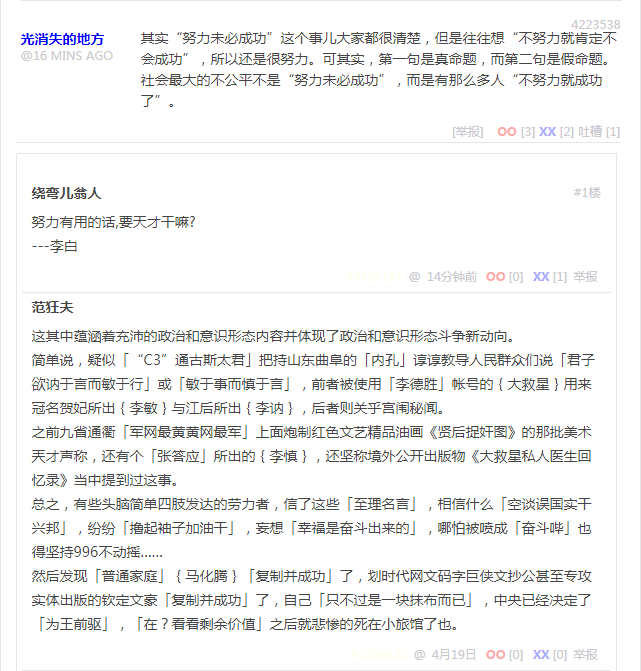 4223538
光消失的地方
@16 MINS AGO
其实“努力未必成功”这个事儿大家都很清楚，但是往往想“不努力就肯定不
会成功”，所以还是很努力。可其实，第一句是真命题，而第二句是假命题。
社会最大的不公平不是“努力未必成功”，而是有那么多人“不努力就成功
了”。
[举报] OO [3] XX [2] 吐槽 [1]
绕弯儿翁人 #1楼
努力有用的话,要天才干嘛?
---李白
@ 14分钟前 OO [0] XX [1] 举报
范狂夫
这其中蕴涵着充沛的政治和意识形态内容并体现了政治和意识形态斗争新动向。
简单说，疑似「“C3”通古斯太君」把持山东曲阜的「内孔」谆谆教导人民群众们说「君子
欲讷于言而敏于行」或「敏于事而慎于言」，前者被使用「李德胜」帐号的｛大救星｝用来
冠名贺妃所出｛李敏｝与江后所出｛李讷｝，后者则关乎宫闱秘闻。
之前九省通衢「军网最黄黄网最军」上面炮制红色文艺精品油画《贤后捉奸图》的那批美术
天才声称，还有个「张答应」所出的｛李慎｝，还坚称境外公开出版物《大救星私人医生回
忆录》当中提到过这事。
总之，有些头脑简单四肢发达的劳力者，信了这些「至理名言」，相信什么「空谈误国实干
兴邦」，纷纷「撸起袖子加油干」，妄想「幸福是奋斗出来的」，哪怕被喷成「奋斗哔」也
得坚持996不动摇……
然后发现「普通家庭」｛马化腾｝「复制并成功」了，划时代网文码字巨侠文抄公甚至专攻
实体出版的钦定文豪「复制并成功」了，自己「只不过是一块抹布而已」，中央已经决定了
「为王前驱」，「在？看看剩余价值」之后就悲惨的死在小旅馆了也。
@ 4月19日 OO [0] XX [0] 举报